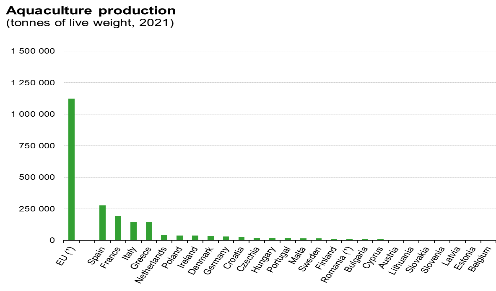 Aquaculture production
(tonnes of live weight, 2021)
1 500 000
1 250 000
1 000 000
750 000
500 000
250 000
0
EU (*)
Spain
France
Italy
Greece
Netherlands
Poland
Ireland
Denmark
Germany
Croatia
Czechia
Hungary
Portugal
Malta
Sweden
Finland
Romania (*)
Bulgaria
Cyprus
Austria
Lithuania
Slovakia
Slovenia
Latvia
Estonia
Belgium